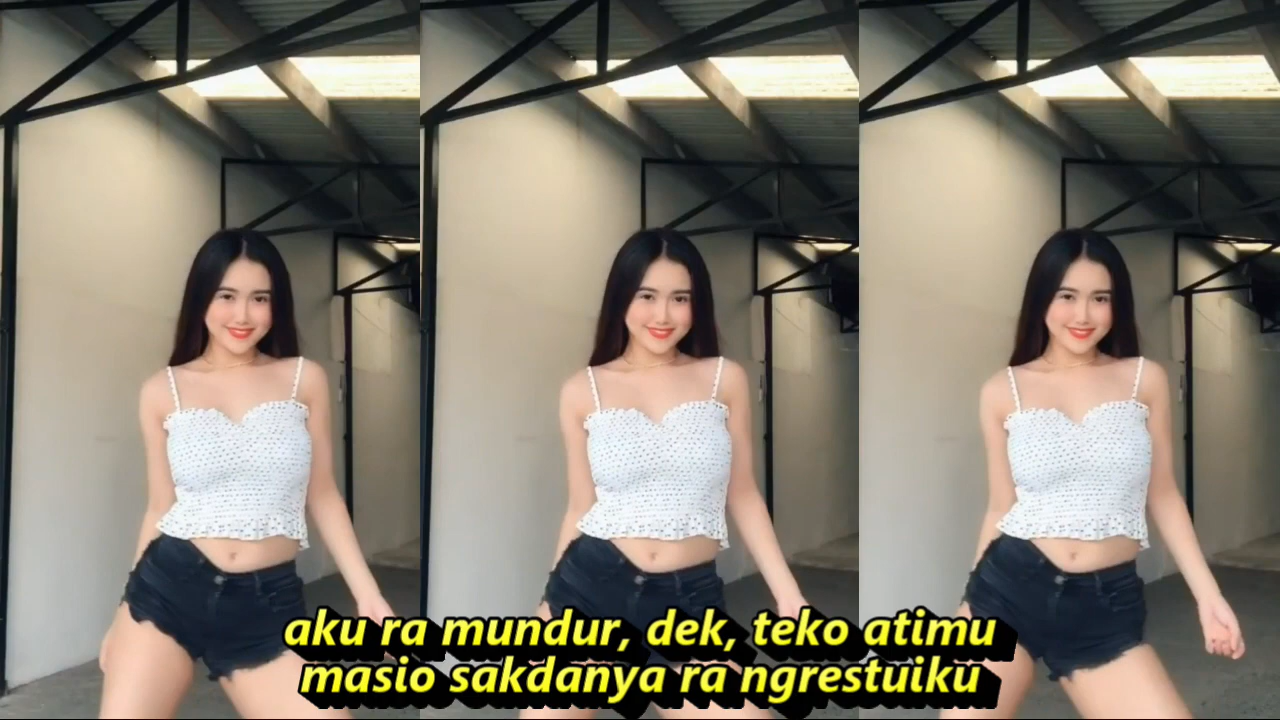 aku ra mundur, dek, teko atimu
masio sakdanya ra ngrestuiku